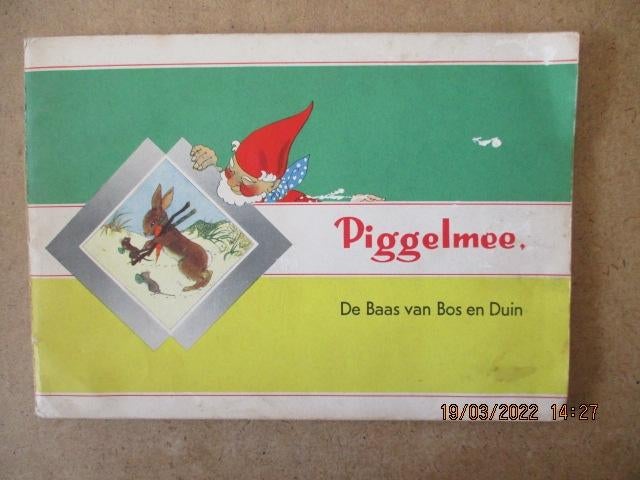 Piggelmee.
De Baas van Bos en Duin
19/03/2022 14:27